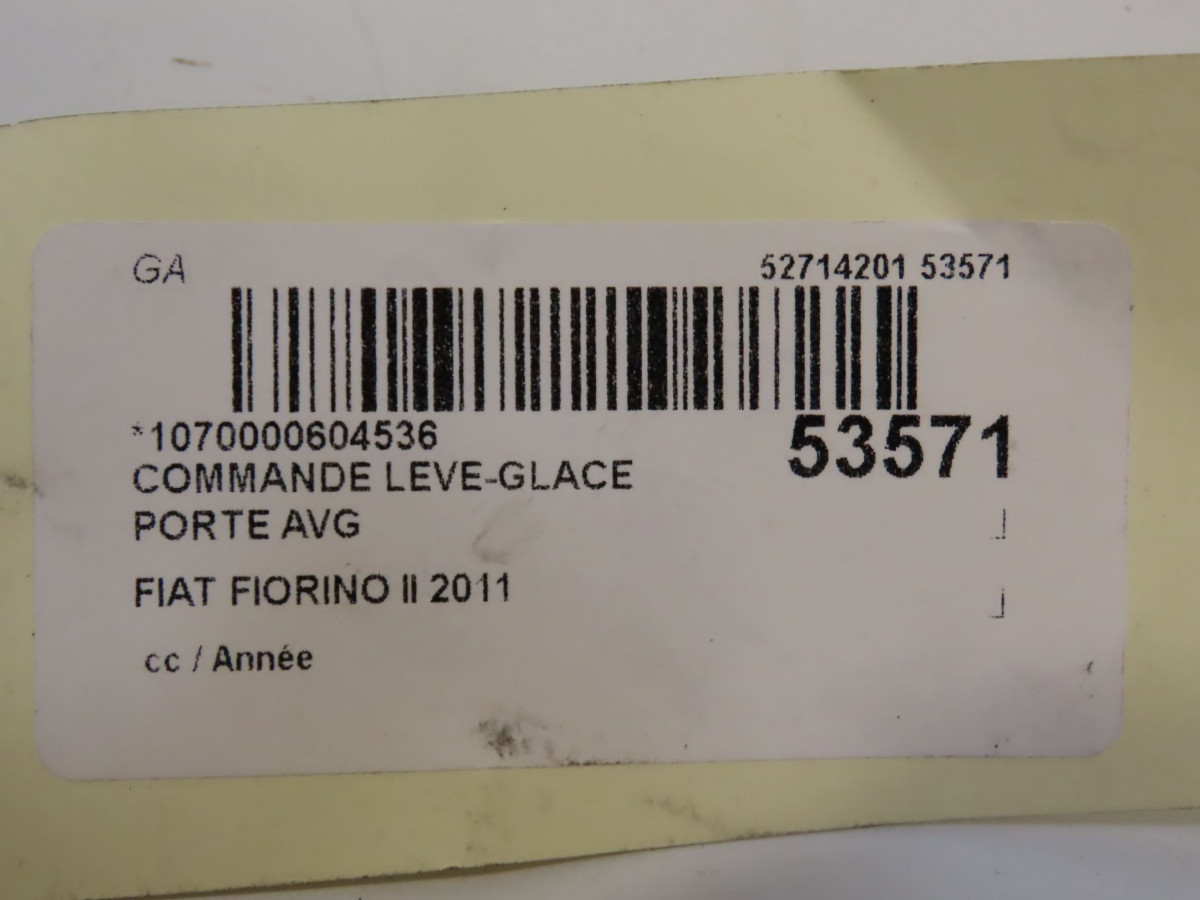 GA 52714201 53571
*1070000604536 53571
COMMANDE LEVE-GLACE
PORTE AVG
FIAT FIORINO II 2011
cc / Année